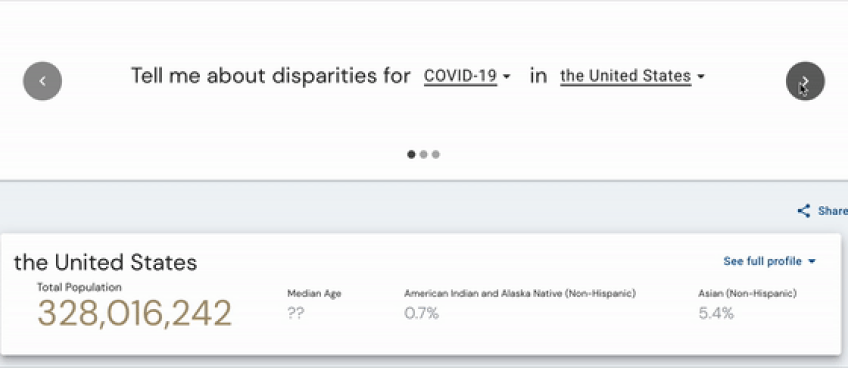 Tell me about disparities for COVID-19 in the United States
Share
the United States
See full profile
Total Population
328,016,242
Median Age
??
American Indian and Alaska Native (Non-Hispanic)
0.7%
Asian (Non-Hispanic)
5.4%